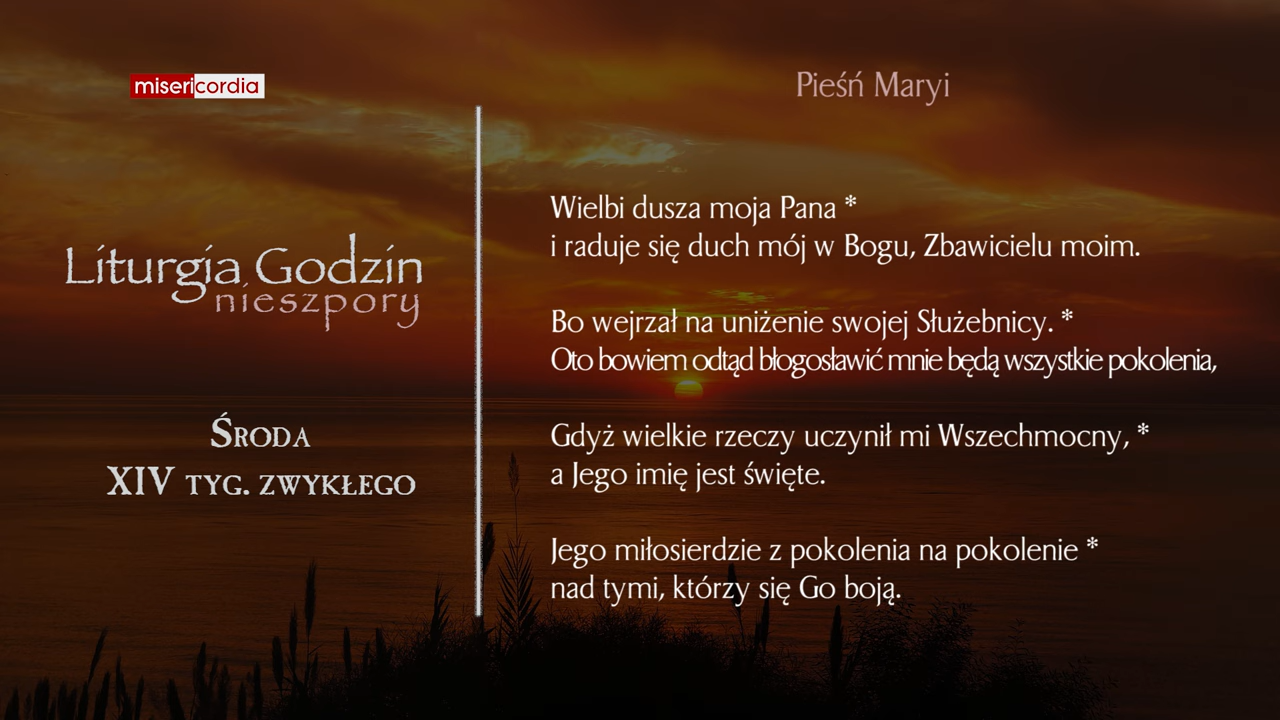 misericordia
Liturgia Godzin
nieszpory
Środa
XIV tyg. zwykłego
Pieśń Maryi
Wielbi dusza moja Pana *
i raduje się duch mój w Bogu, Zbawicielu moim.
Bo wejrzał na uniżenie swojej Służebnicy. *
Oto bowiem odtąd błogosławić mnie będą wszystkie pokolenia,
Gdyż wielkie rzeczy uczynił mi Wszechmocny, *
a Jego imię jest święte.
Jego miłosierdzie z pokolenia na pokolenie *
nad tymi, którzy się Go boją.